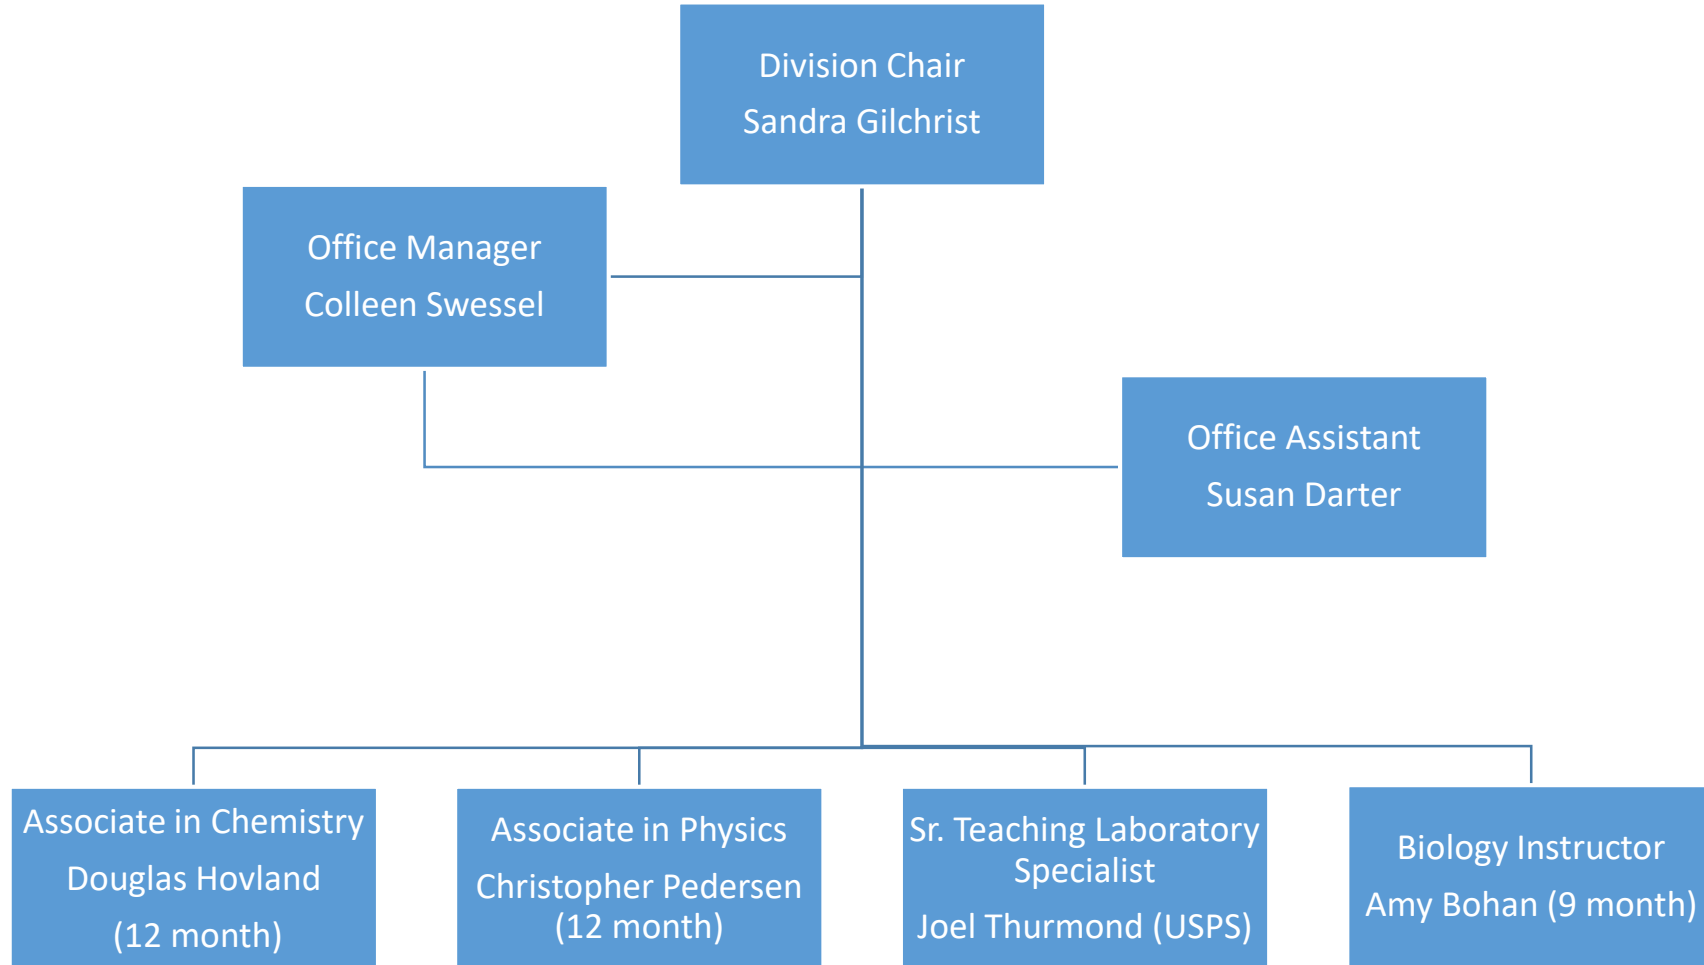 Division Chair
Sandra Gilchrist
Office Manager
Colleen Swessel
Office Assistant
Susan Darter
Associate in Chemistry
Douglas Hovland
(12 month)
Associate in Physics
Christopher Pedersen
(12 month)
Sr. Teaching Laboratory
Specialist
Joel Thurmond (USPS)
Biology Instructor
Amy Bohan (9 month)